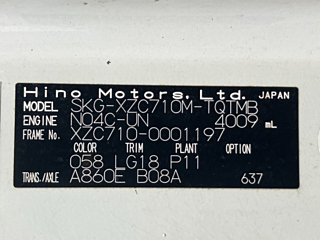 Hino Motors, Ltd. JAPAN
MODEL SKG-XZC710M-TQTMB
ENGINE N04C-UN 4009 mL
FRAME No. XZC710-0001197
COLOR TRIM PLANT OPTION
058 LG18 P11
TRANS./AXLE A860E B08A 637